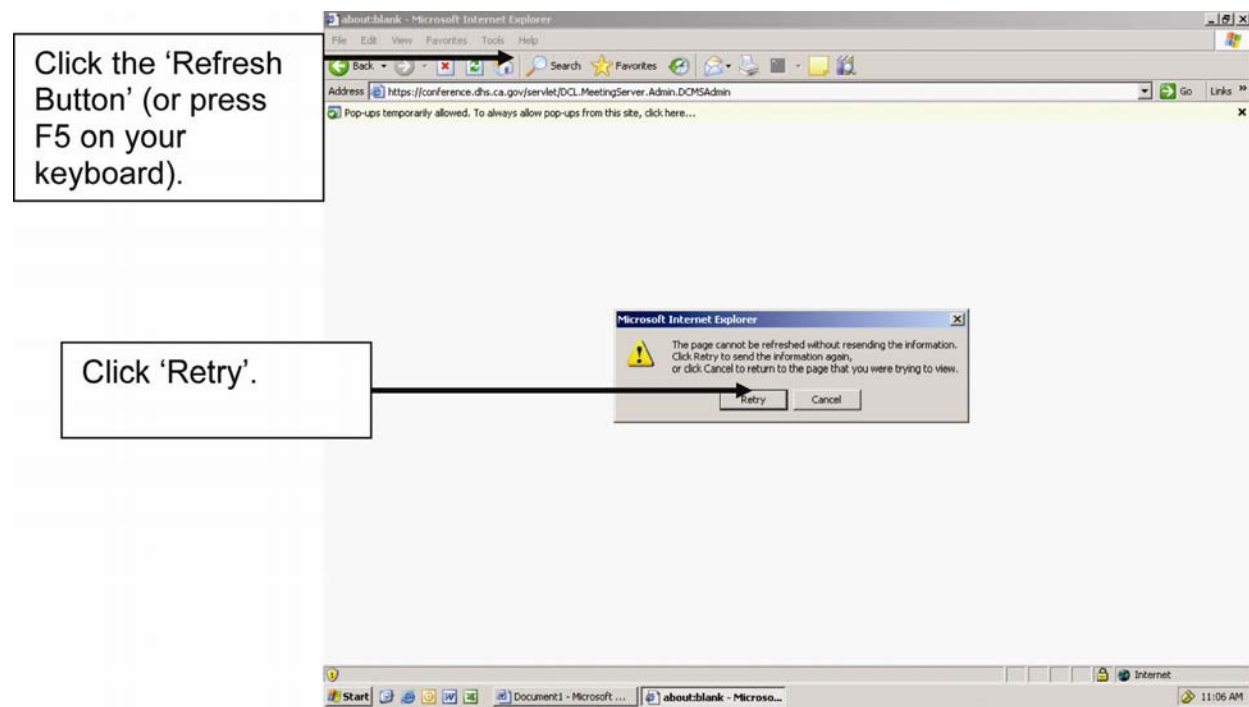 about:blank - Microsoft Internet Explorer
File Edit View Favorites Tools Help
Back Search Favorites
Address https://conference.dhs.ca.gov/servlet/DCL.MeetingServer.Admin.DCMSAdmin Go Links »
Pop-ups temporarily allowed. To always allow pop-ups from this site, click here...
Click the ‘Refresh
Button’ (or press
F5 on your
keyboard).
Microsoft Internet Explorer
The page cannot be refreshed without resending the information.
Click Retry to send the information again,
or click Cancel to return to the page that you were trying to view.
Retry Cancel
Click ‘Retry’.
Internet
Start Document1 - Microsoft ... about:blank - Microso... 11:06 AM